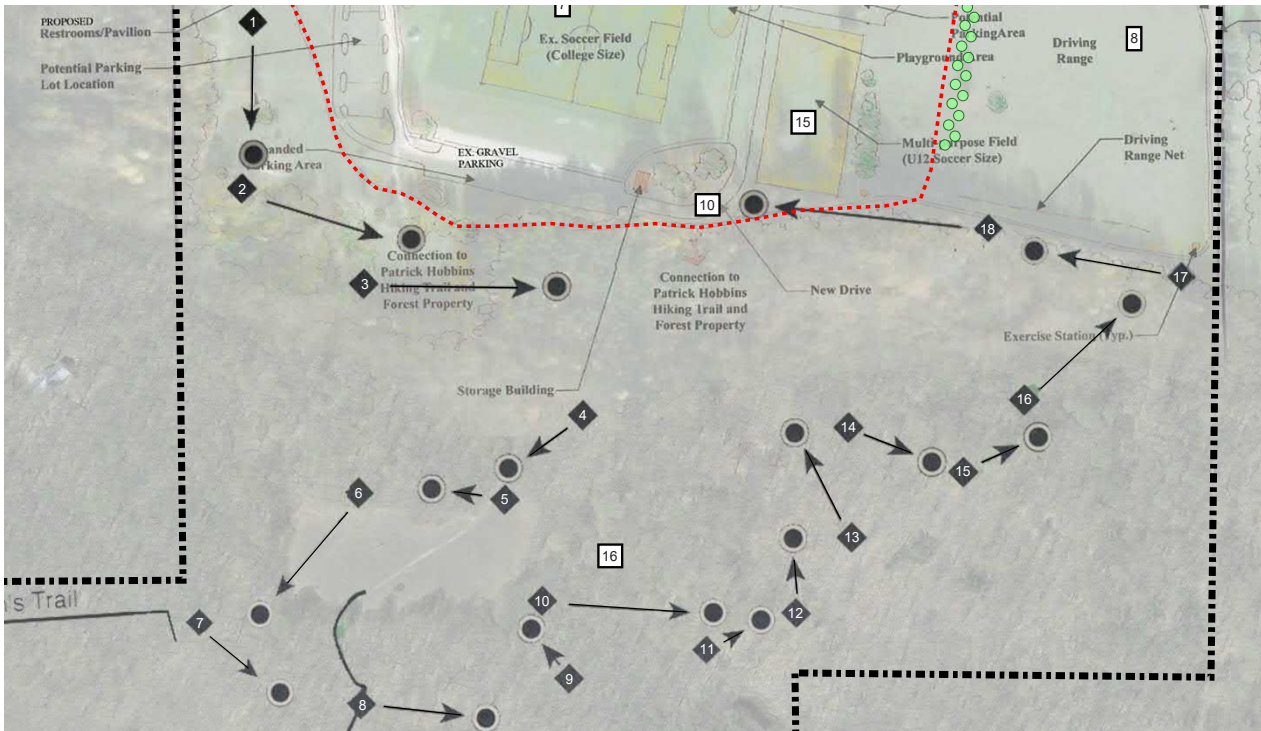 1
7
PROPOSED
Restrooms/Pavilion
Ex. Soccer Field
(College Size)
Potential
ParkingArea
8
Driving
Range
Playground Area
Potential Parking
Lot Location
15
Multi-Purpose Field
(U12 Soccer Size)
Driving
Range Net
EX. GRAVEL
PARKING
Parking Area
2
10
18
Connection to
Patrick Hobbins
Hiking Trail and
Forest Property
3
Connection to
Patrick Hobbins
Hiking Trail and
Forest Property
New Drive
17
Exercise Station (Typ.)
Storage Building
16
4
14
15
6
5
13
16
's Trail
10
12
7
11
9
8